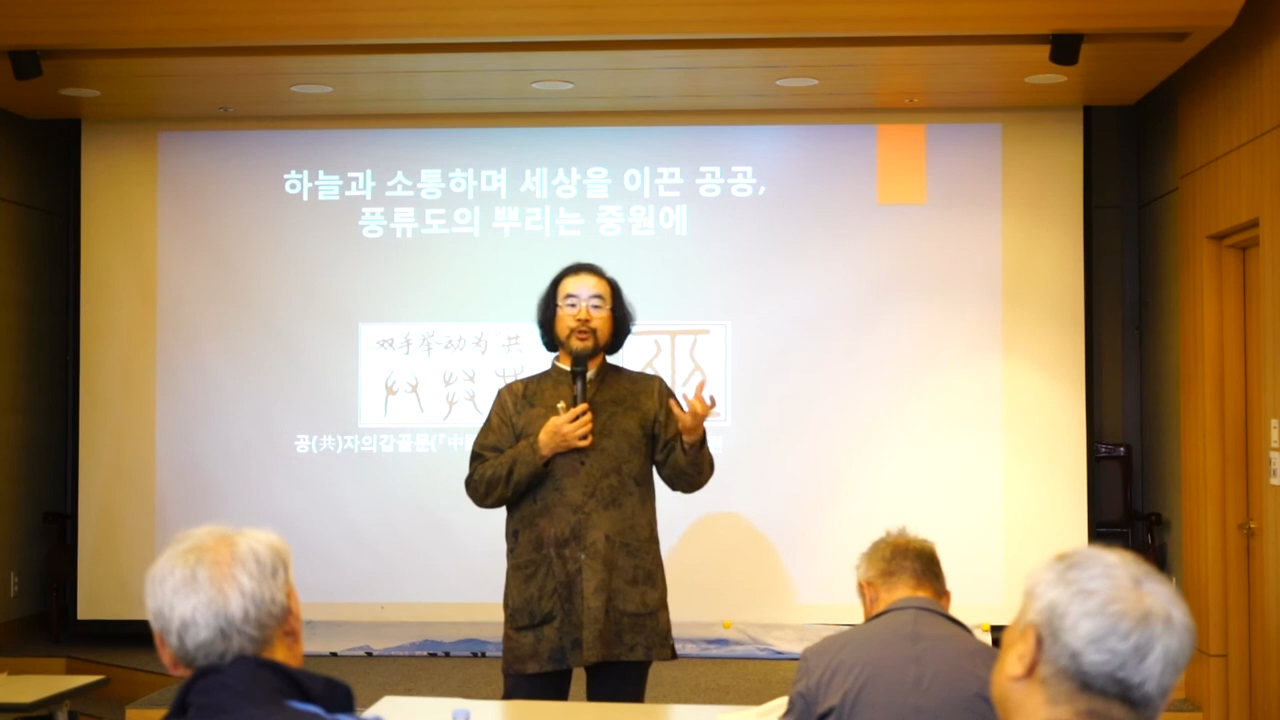 하늘과 소통하며 세상을 이끈 공공,
풍류도의 뿌리는 중원에
双手举动为 共
巫
공(共)자의갑골문(「中